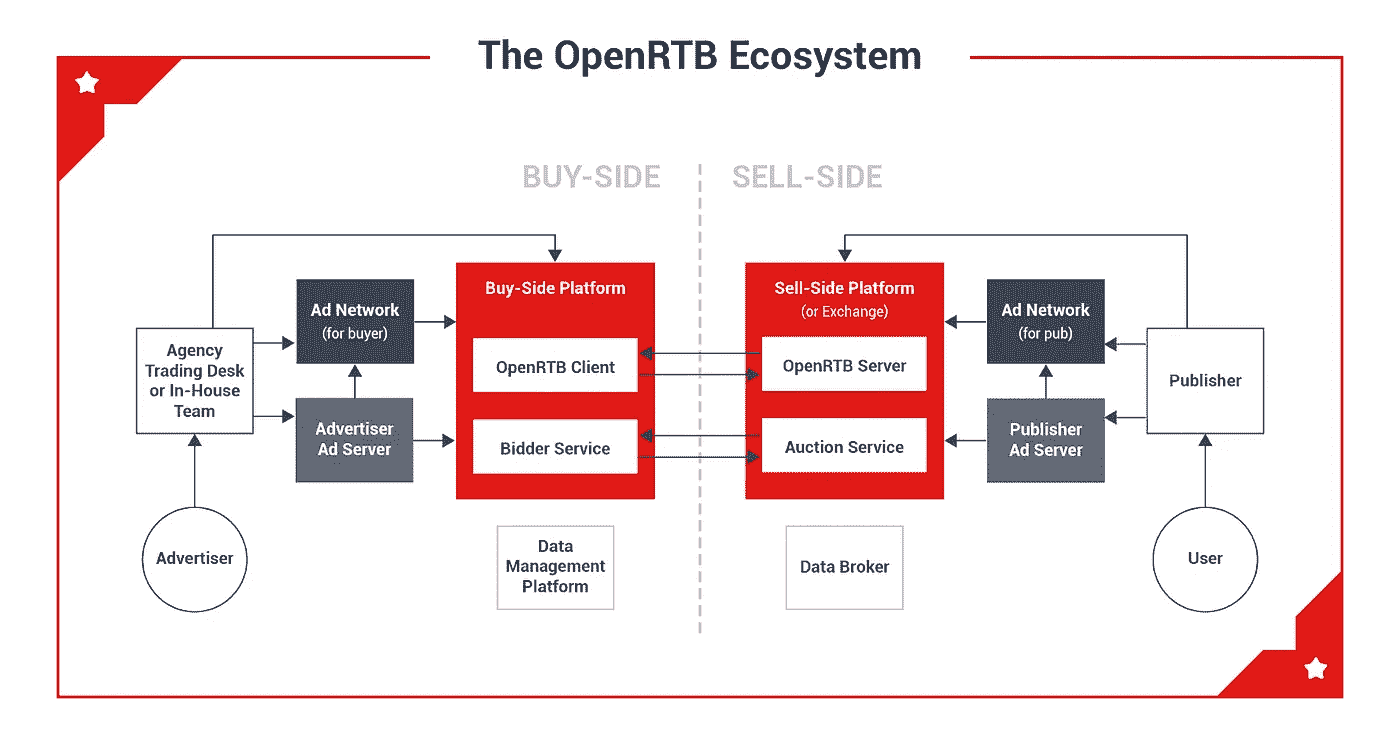 The OpenRTB Ecosystem
BUY-SIDE
SELL-SIDE
Agency
Trading Desk
or In-House
Team
Advertiser
Ad Network
(for buyer)
Advertiser
Ad Server
Buy-Side Platform
OpenRTB Client
Bidder Service
Data
Management
Platform
Sell-Side Platform
(or Exchange)
OpenRTB Server
Auction Service
Data Broker
Ad Network
(for pub)
Publisher
Ad Server
Publisher
User